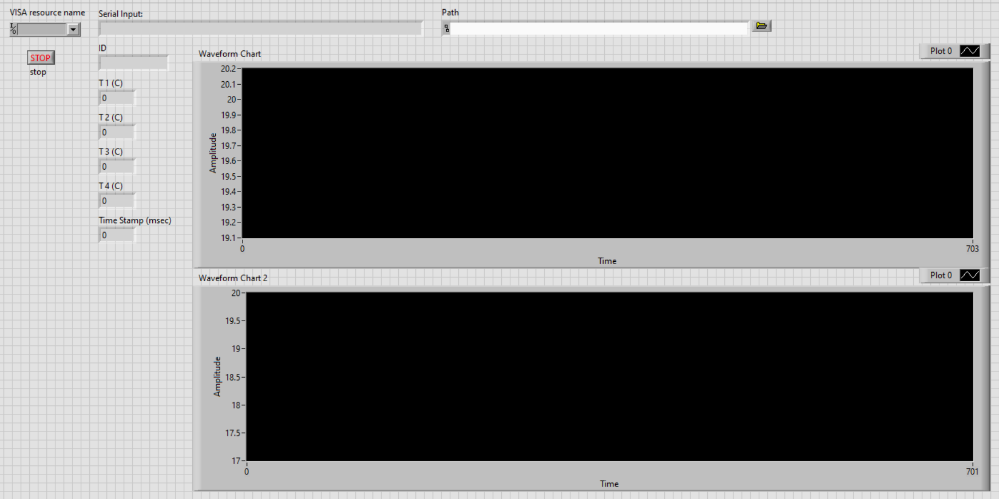 VISA resource name
Serial Input:
Path
STOP
stop
ID
T 1 (C)
0
T 2 (C)
0
T 3 (C)
0
T 4 (C)
0
Time Stamp (msec)
0
Waveform Chart
Plot 0
Amplitude
20.2
20.1
20
19.9
19.8
19.7
19.6
19.5
19.4
19.3
19.2
19.1
0
703
Time
Waveform Chart 2
Plot 0
Amplitude
20
19.5
19
18.5
18
17.5
17
0
701
Time